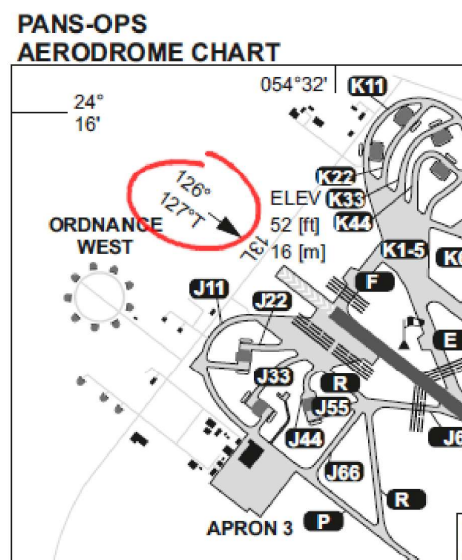 PANS-OPS
AERODROME CHART
054°32'
K11
24°
16'
126°
127°T
K22
ELEV
K33
52 [ft]
K44
16 [m]
13L
ORDNANCE
WEST
K1-5
F
J11
J22
E
J33
R
J55
J44
J66
R
P
APRON 3